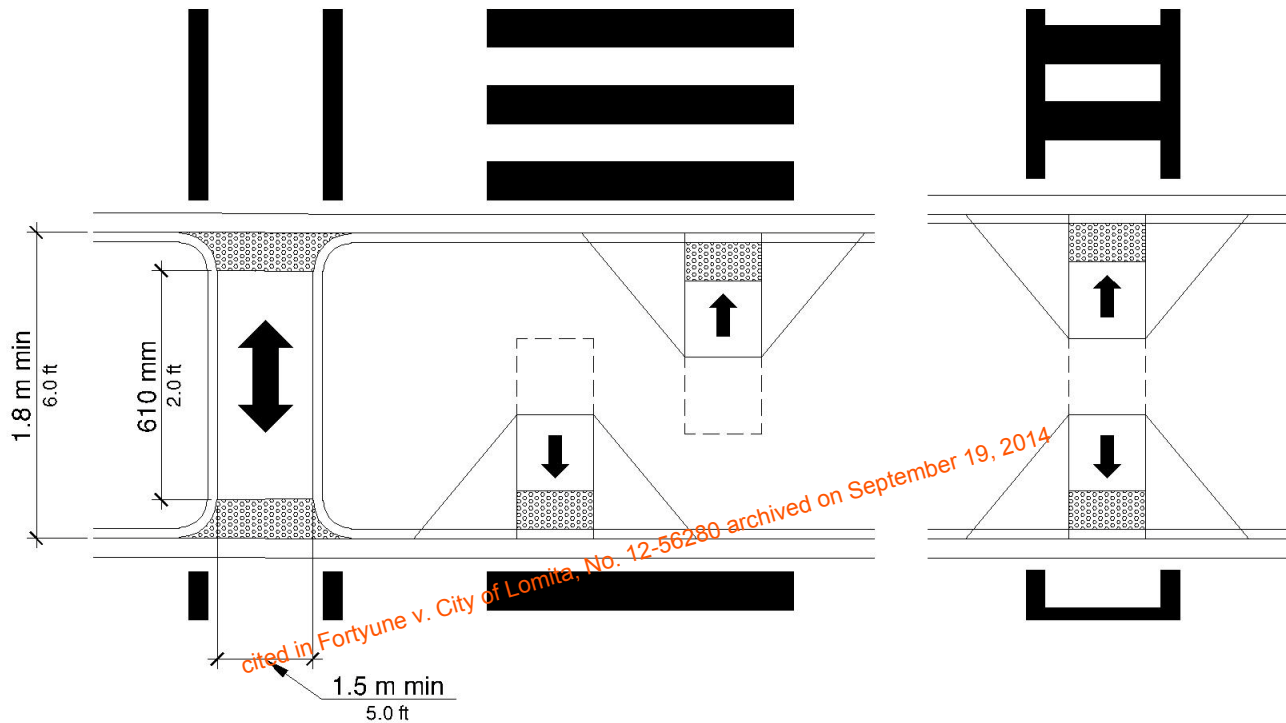 1.8 m min
6.0 ft
610 mm
2.0 ft
cited in Fortyune v. City of Lomita, No. 12-56280 archived on September 19, 2014
1.5 m min
5.0 ft